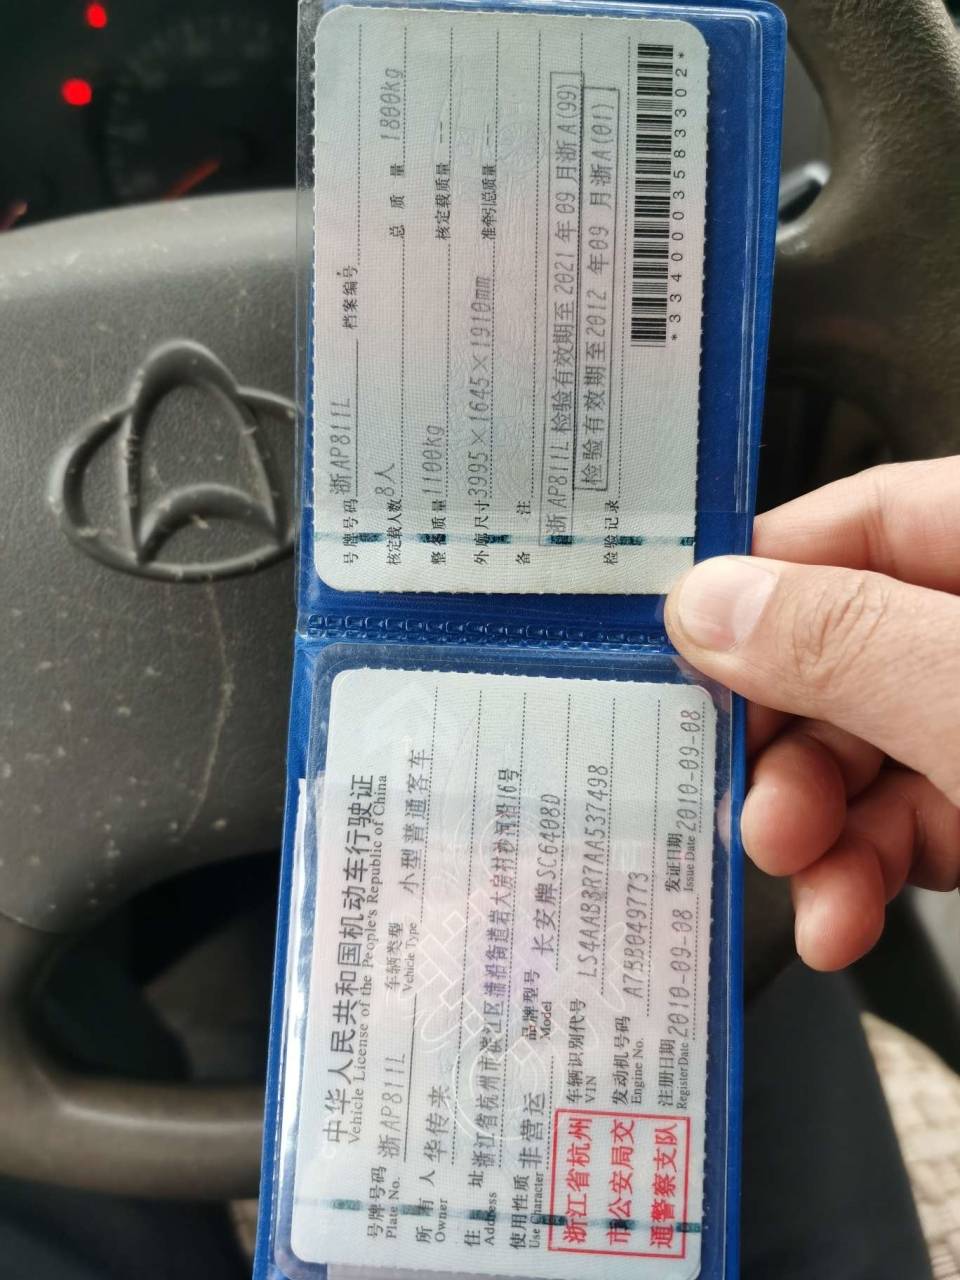 中华人民共和国机动车行驶证
Vehicle License of the People's Republic of China
号牌号码 浙AP811L 车辆类型 小型普通客车
Plate No. Vehicle Type
所有人 华传来
Owner
住址 浙江省杭州市滨江区浦沿街道岩大房村沙河沿16号
Address
使用性质 非营运 品牌型号 长安牌SC6408D
Use Character Model
浙江省杭州
市公安局交
通警察支队
车辆识别代号 LS4AAB3R7AA537498
VIN
发动机号码 A7BB049773
Engine No.
注册日期 2010-09-08 发证日期 2010-09-08
Register Date Issue Date
号牌号码 浙AP811L 档案编号
核定载人数 8人 总质量 1800kg
整备质量 1100kg 核定载质量 --
外廓尺寸 3995×1645×1910mm 准牵引总质量 --
备注
浙AP811L 检验有效期至2021年09月浙A(99)
检验有效期至2012年09月浙A(01)
检验记录
*3340003583302*